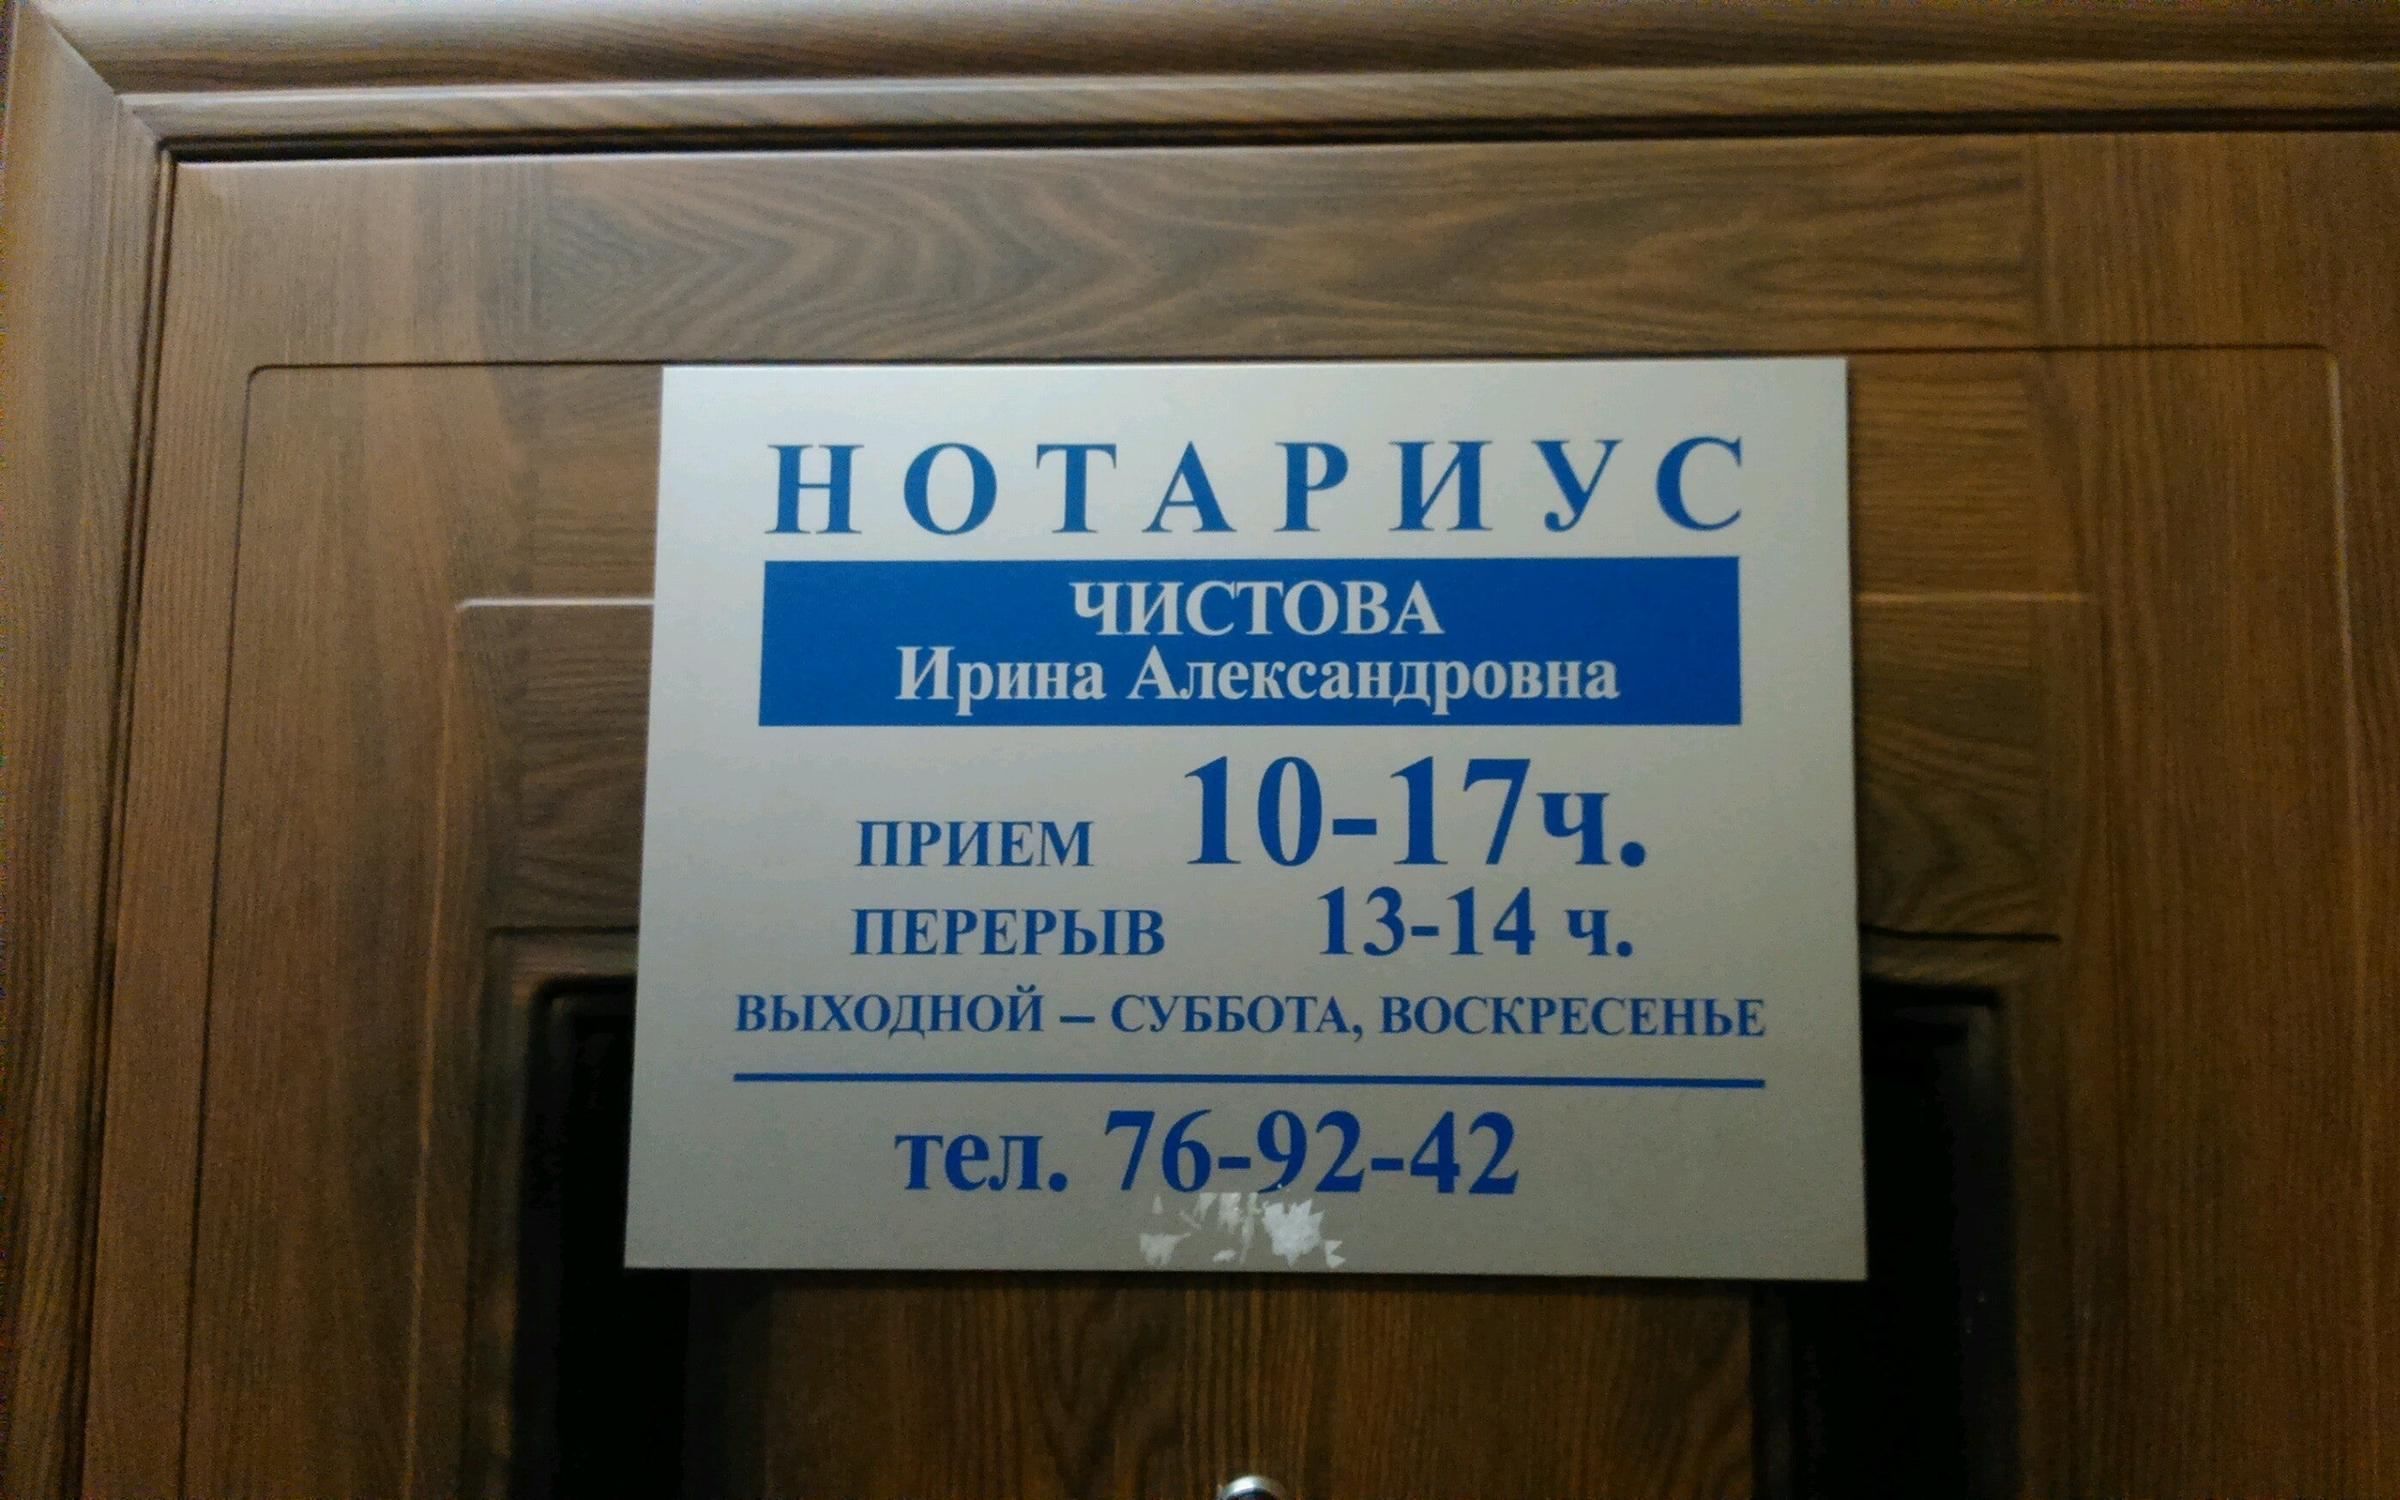 НОТАРИУС
ЧИСТОВА
Ирина Александровна
ПРИЕМ 10-17ч.
ПЕРЕРЫВ 13-14 ч.
ВЫХОДНОЙ – СУББОТА, ВОСКРЕСЕНЬЕ
тел. 76-92-42